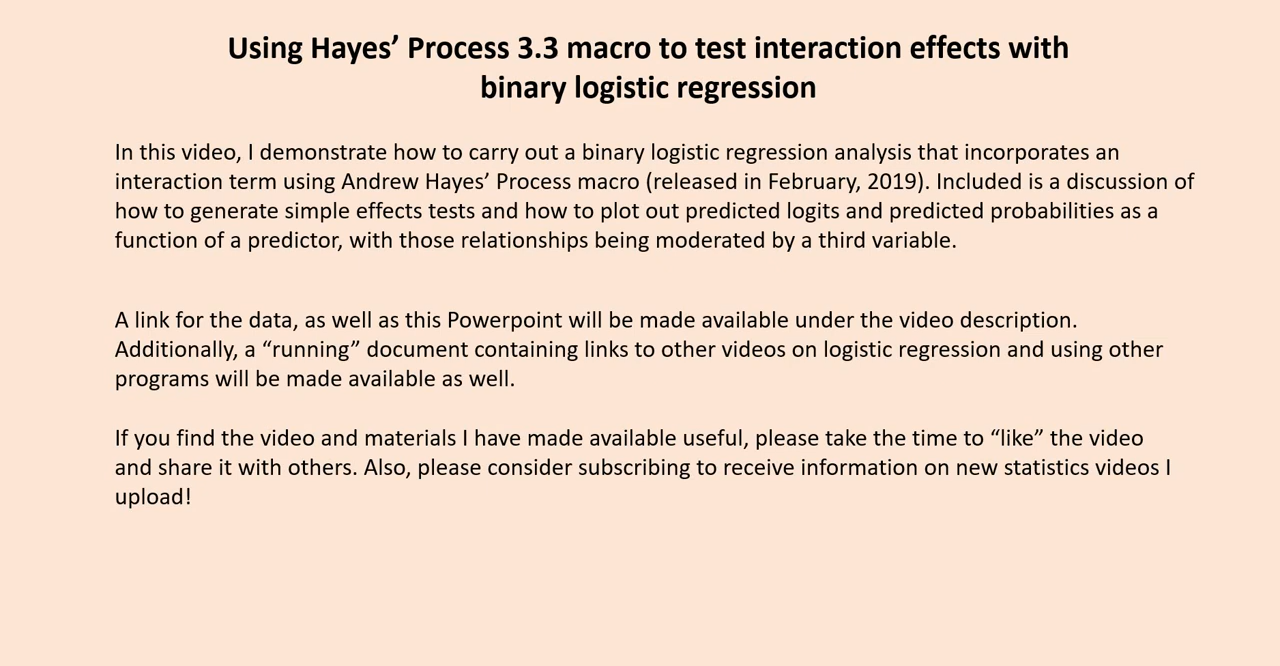 Using Hayes’ Process 3.3 macro to test interaction effects with
binary logistic regression
In this video, I demonstrate how to carry out a binary logistic regression analysis that incorporates an
interaction term using Andrew Hayes’ Process macro (released in February, 2019). Included is a discussion of
how to generate simple effects tests and how to plot out predicted logits and predicted probabilities as a
function of a predictor, with those relationships being moderated by a third variable.
A link for the data, as well as this Powerpoint will be made available under the video description.
Additionally, a “running” document containing links to other videos on logistic regression and using other
programs will be made available as well.
If you find the video and materials I have made available useful, please take the time to “like” the video
and share it with others. Also, please consider subscribing to receive information on new statistics videos I
upload!